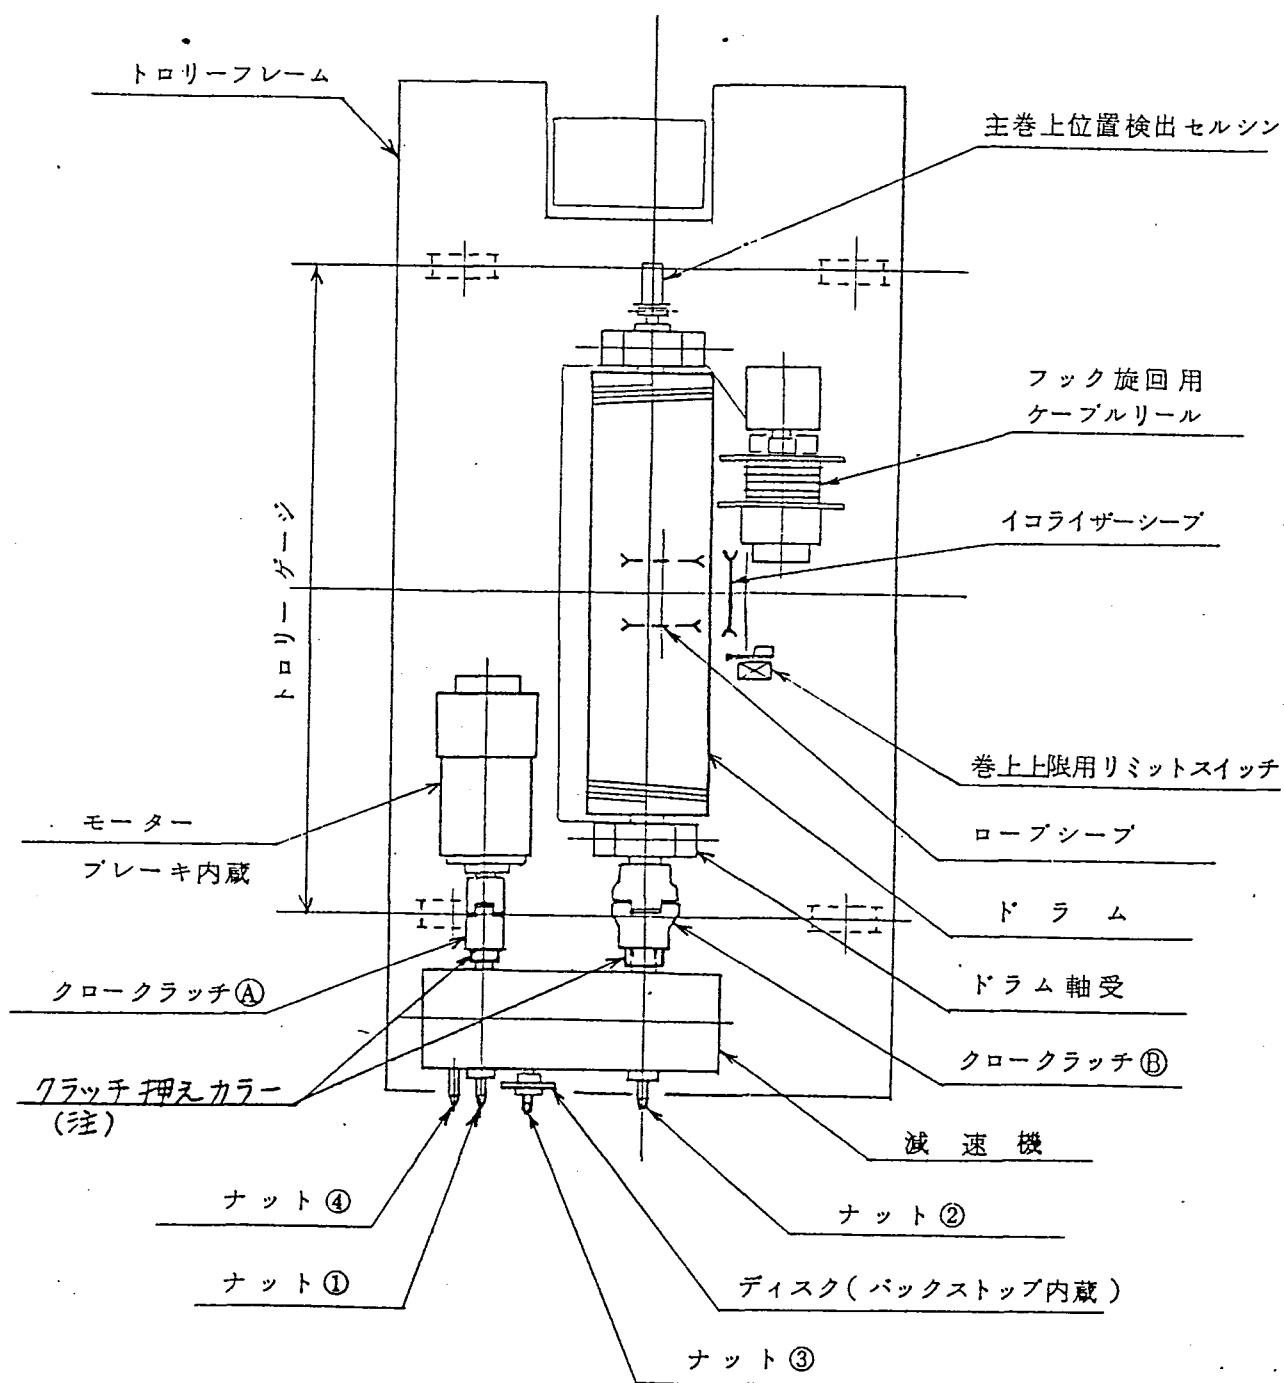 トロリーフレーム
主巻上位置検出セルシン
フック旋回用
ケーブルリール
イコライザーシーブ
トロリーゲージ
巻上上限用リミットスイッチ
モーター
ブレーキ内蔵
ロープシーブ
ドラム
クロークラッチⒶ
ドラム軸受
クロークラッチⒷ
クラッチ押えカラー
(注)
減速機
ナット④
ナット②
ナット①
ディスク(バックストップ内蔵)
ナット③